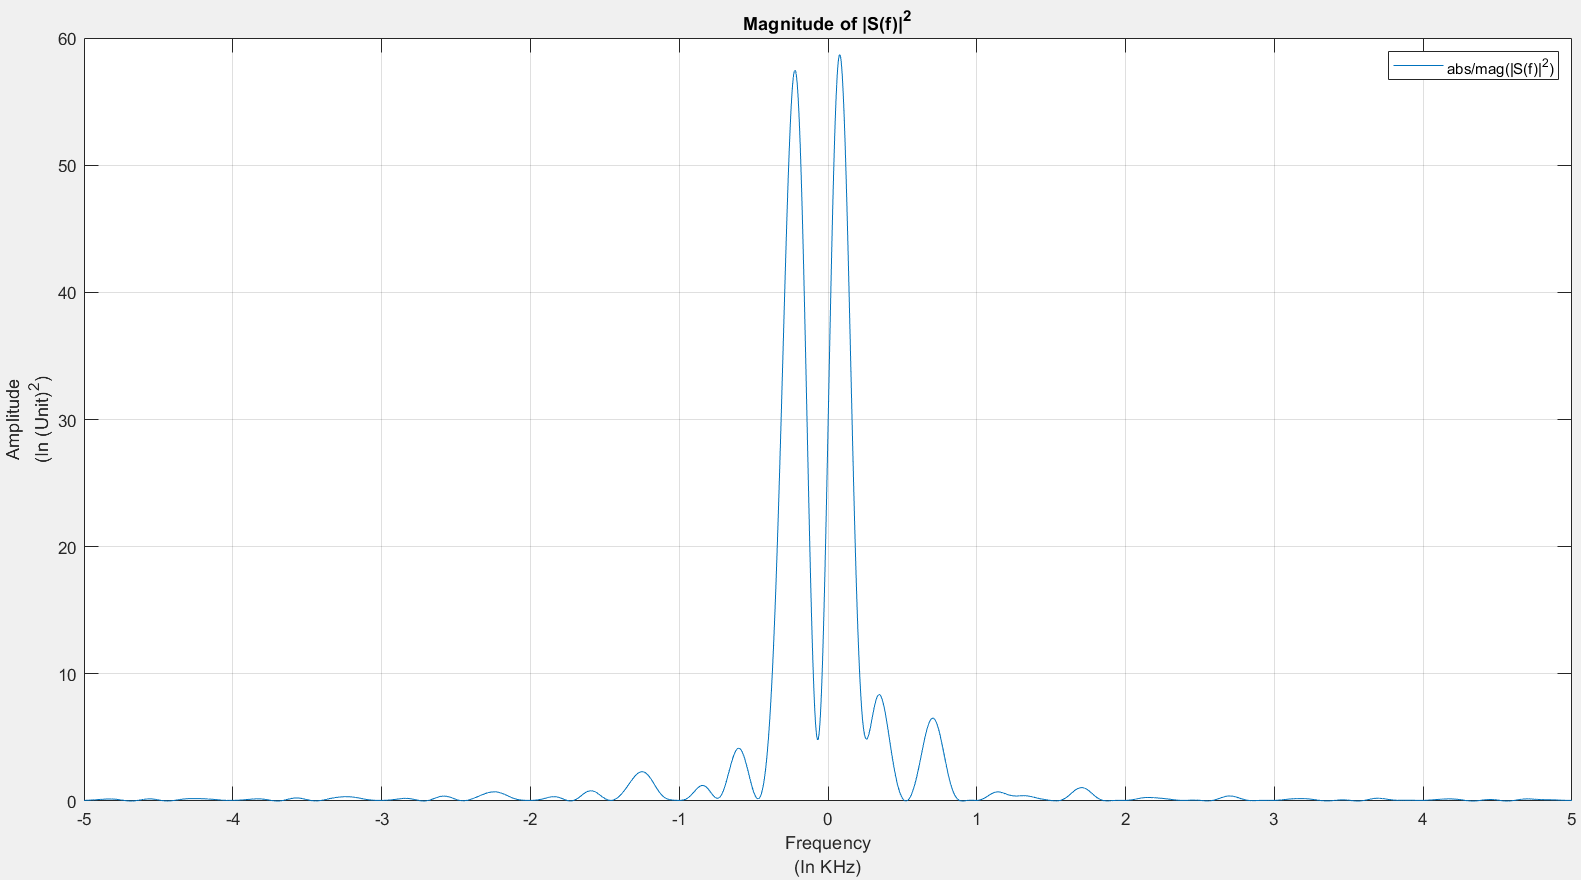 Magnitude of |S(f)|²
abs/mag(|S(f)|²)
60
50
40
30
20
10
0
Amplitude
(In (Unit)²)
-5 -4 -3 -2 -1 0 1 2 3 4 5
Frequency
(In KHz)